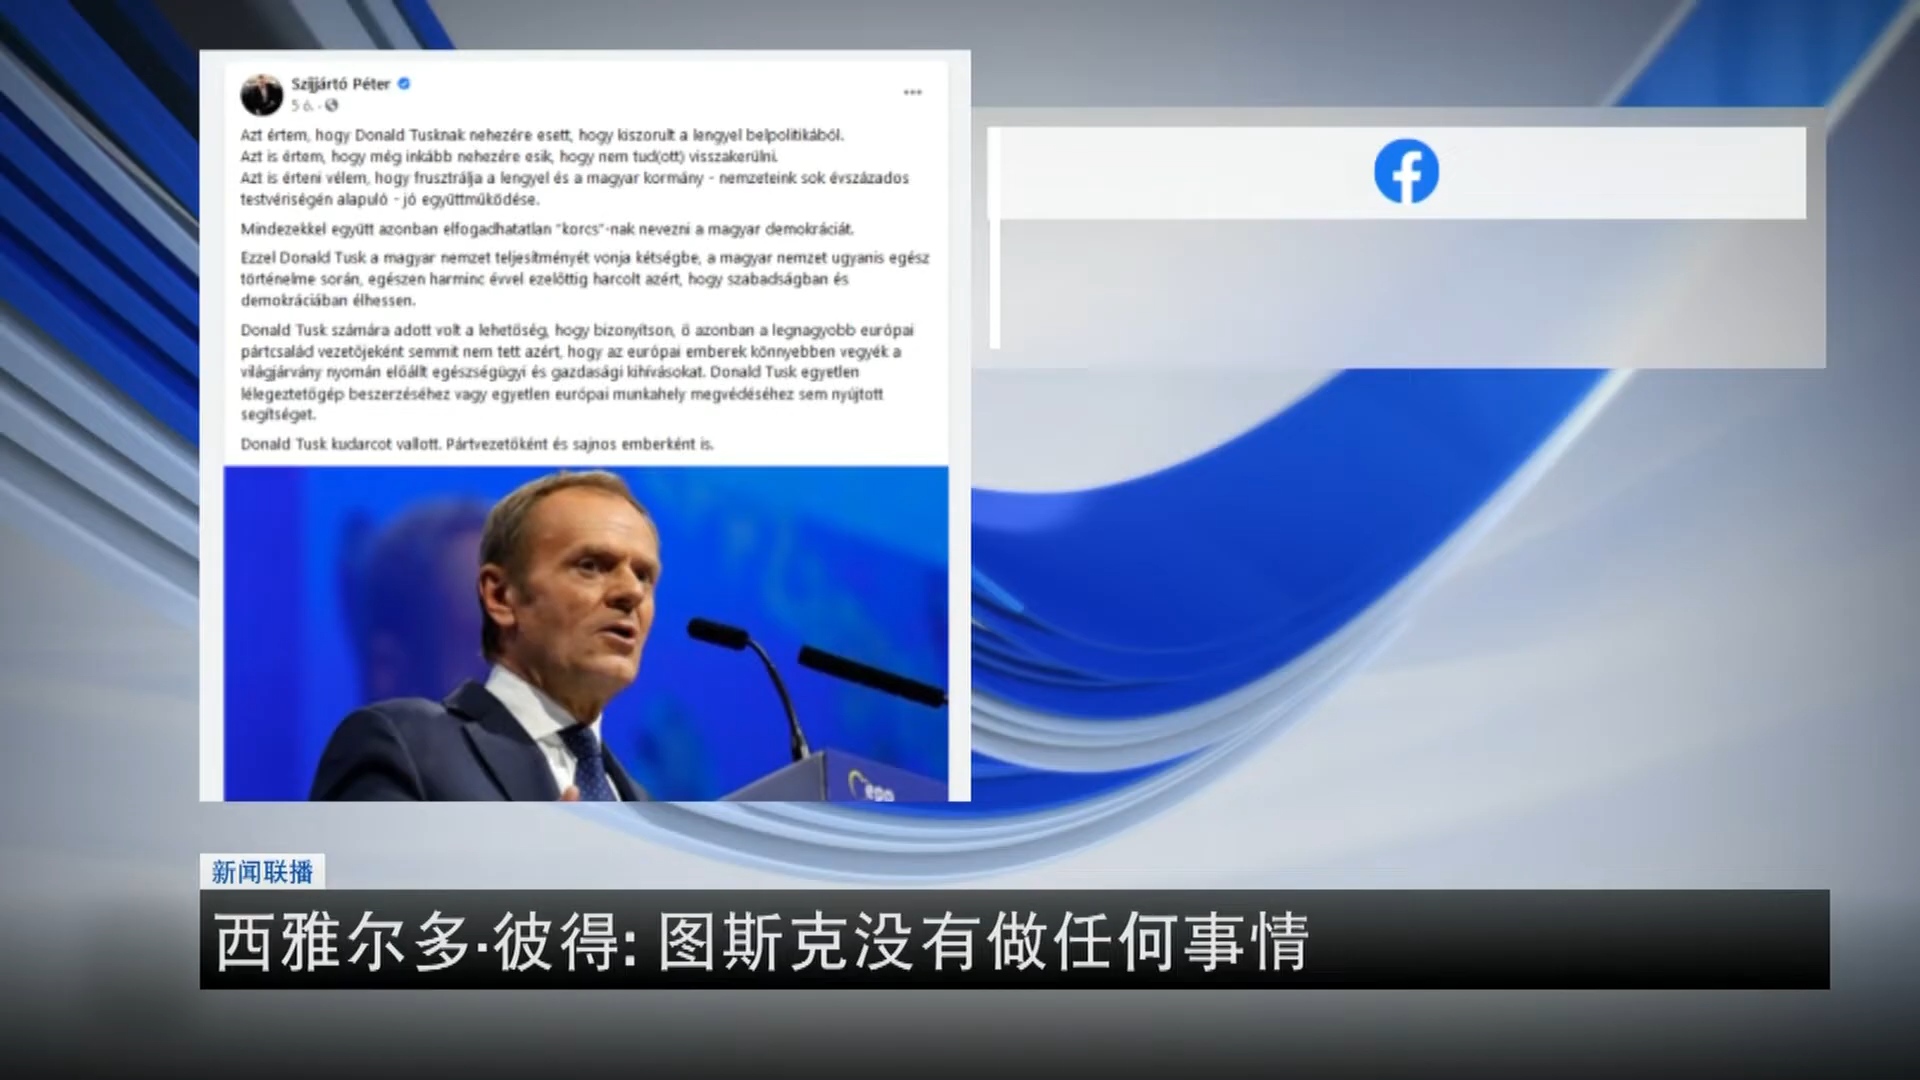 Szijjártó Péter
5 ó.
Azt értem, hogy Donald Tusknak nehezére esett, hogy kiszorult a lengyel belpolitikából.
Azt is értem, hogy még inkább nehezére esik, hogy nem tud(ott) visszakerülni.
Azt is érteni vélem, hogy frusztrálja a lengyel és a magyar kormány - nemzeteink sok évszázados
testvériségén alapuló - jó együttműködése.
Mindezekkel együtt azonban elfogadhatatlan "korcs"-nak nevezni a magyar demokráciát.
Ezzel Donald Tusk a magyar nemzet teljesítményét vonja kétségbe, a magyar nemzet ugyanis egész
történelme során, egészen harminc évvel ezelőttig harcolt azért, hogy szabadságban és
demokráciában élhessen.
Donald Tusk számára adott volt a lehetőség, hogy bizonyítson, ő azonban a legnagyobb európai
pártcsalád vezetőjeként semmit nem tett azért, hogy az európai emberek könnyebben vegyék a
világjárvány nyomán előállt egészségügyi és gazdasági kihívásokat. Donald Tusk egyetlen
lélegeztetőgép beszerzéséhez vagy egyetlen európai munkahely megvédéséhez sem nyújtott
segítséget.
Donald Tusk kudarcot vallott. Pártvezetőként és sajnos emberként is.
epp
新闻联播
西雅尔多·彼得: 图斯克没有做任何事情